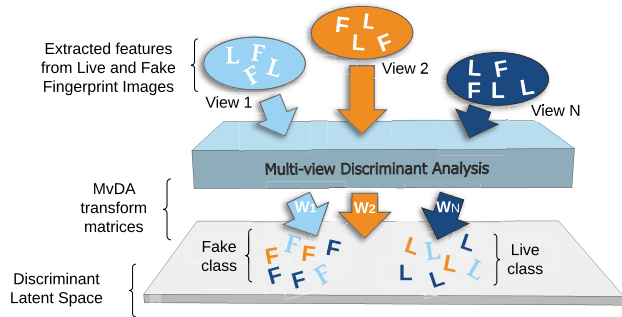 Extracted features
from Live and Fake
Fingerprint Images
L F F L
View 1
F L L F
View 2
L F F L L
View N
Multi-view Discriminant Analysis
MvDA
transform
matrices
W1
W2
WN
Fake
class
F F F F F F F
L L L L L L L
Live
class
Discriminant
Latent Space